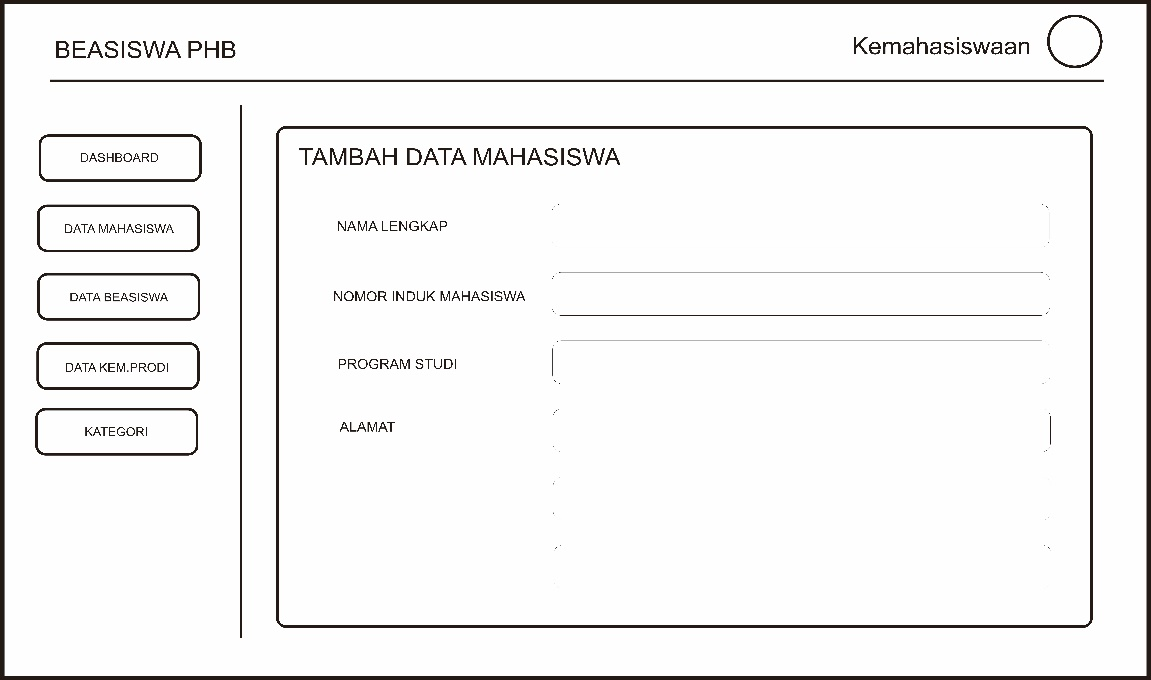 BEASISWA PHB
Kemahasiswaan
DASHBOARD
DATA MAHASISWA
DATA BEASISWA
DATA KEM.PRODI
KATEGORI
TAMBAH DATA MAHASISWA
NAMA LENGKAP
NOMOR INDUK MAHASISWA
PROGRAM STUDI
ALAMAT